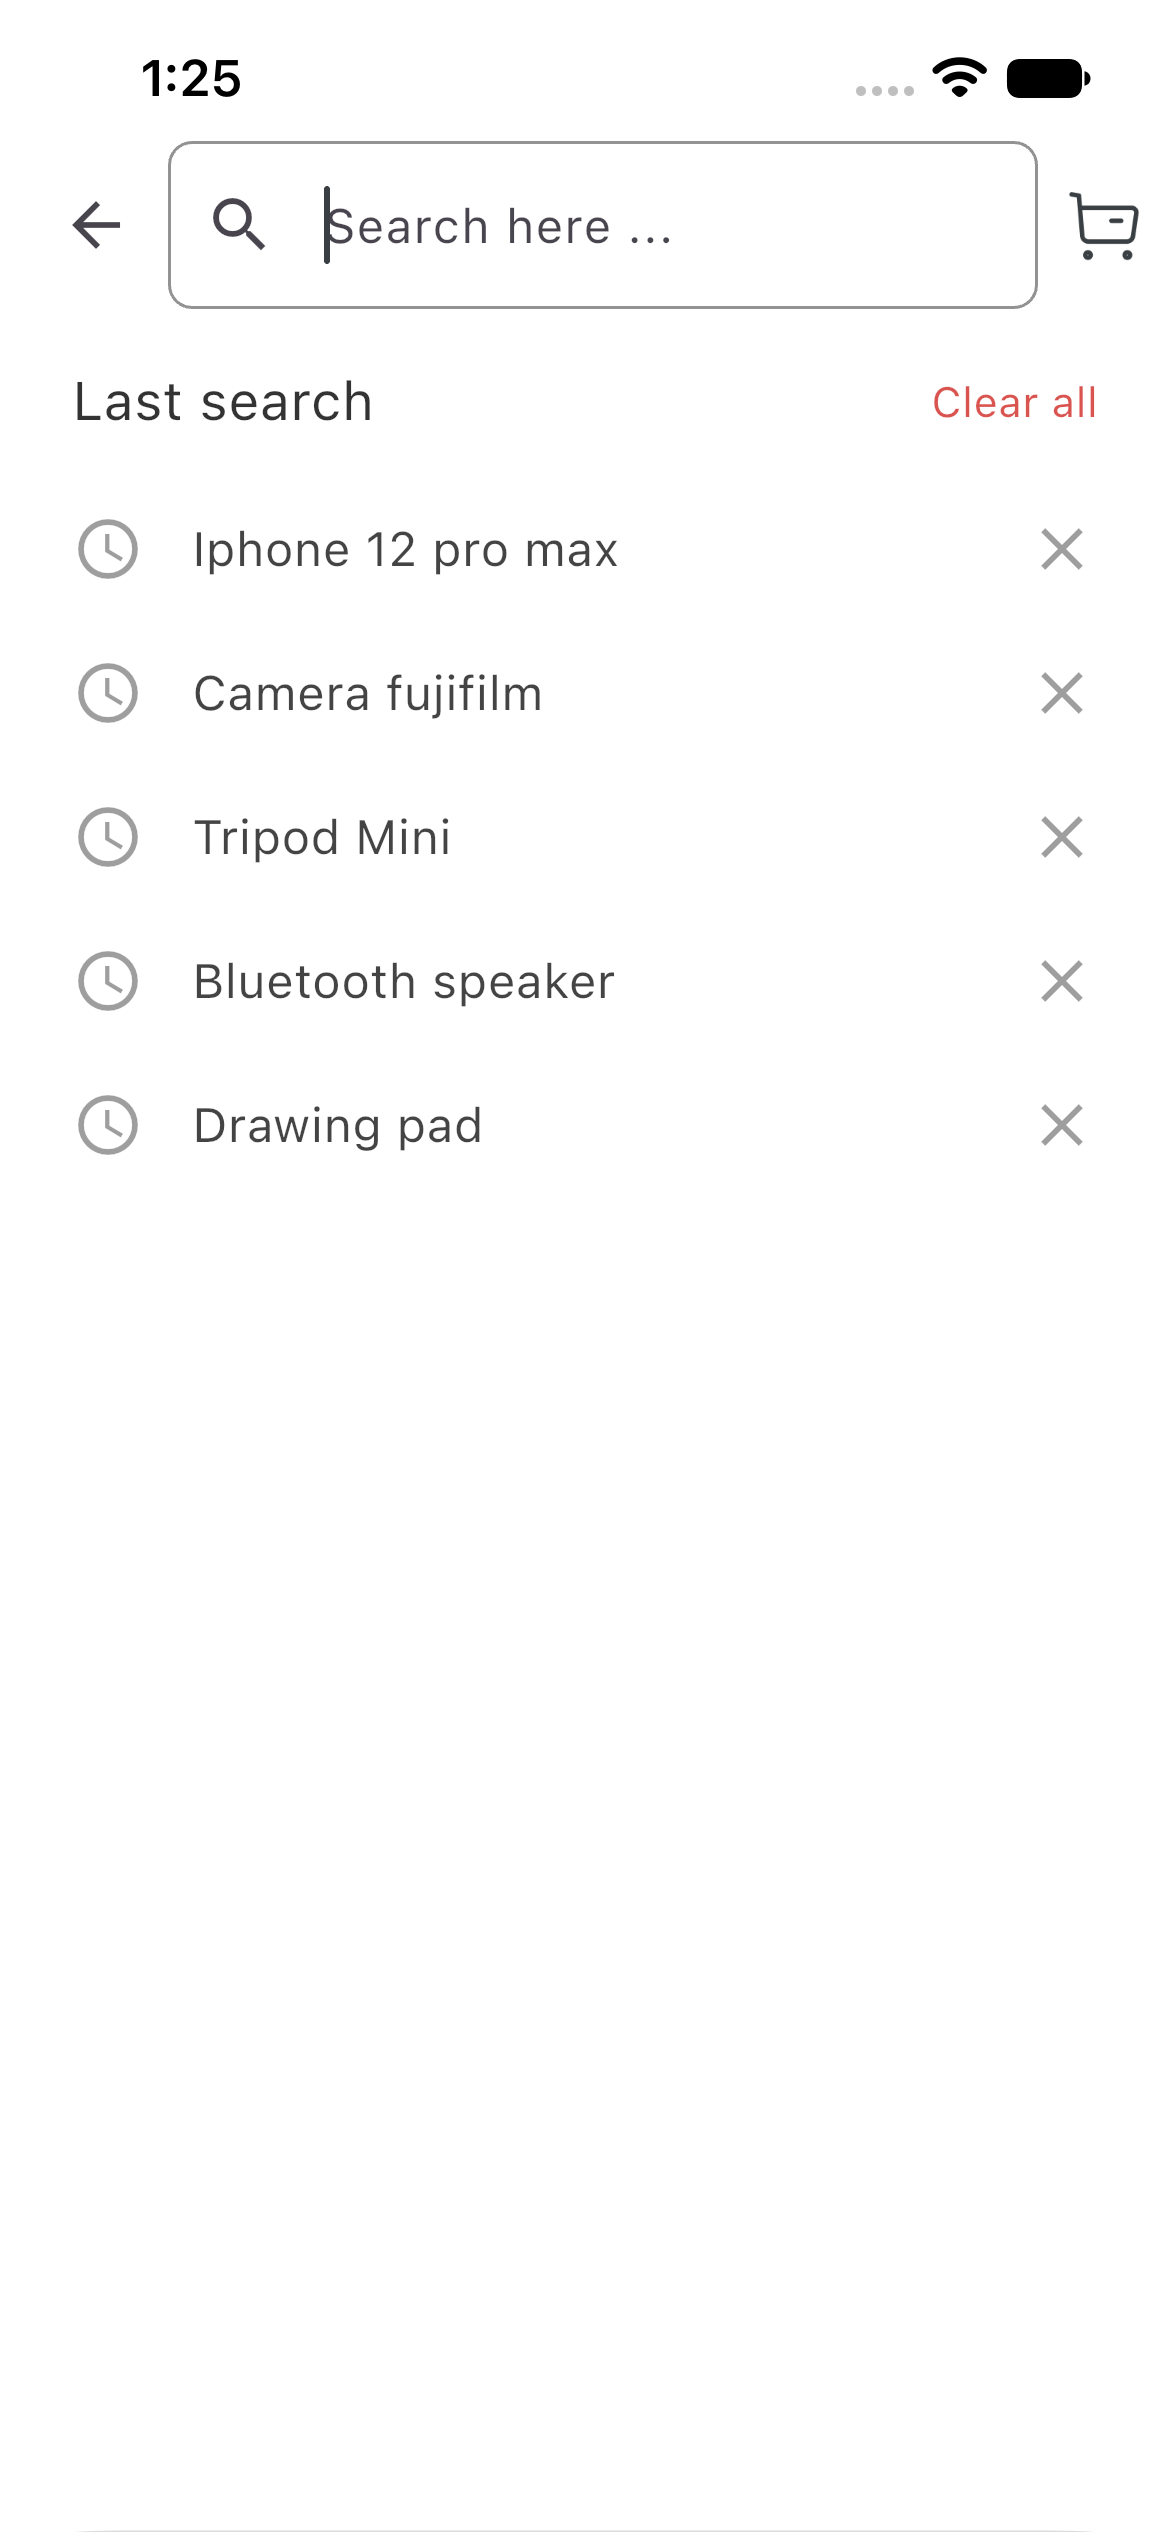 1:25
Search here ...
Last search
Clear all
Iphone 12 pro max
Camera fujifilm
Tripod Mini
Bluetooth speaker
Drawing pad